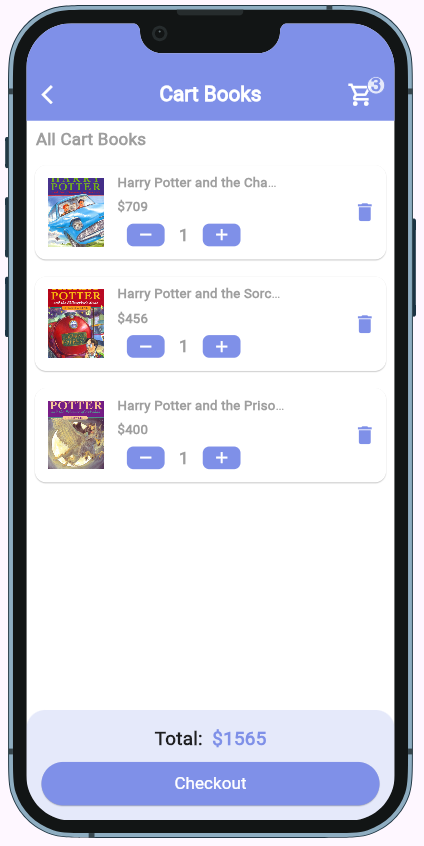 Cart Books
3
All Cart Books
HARRY
POTTER
Harry Potter and the Cha...
$709
1
POTTER
Harry Potter and the Sorc...
$456
1
POTTER
Harry Potter and the Priso...
$400
1
Total: $1565
Checkout